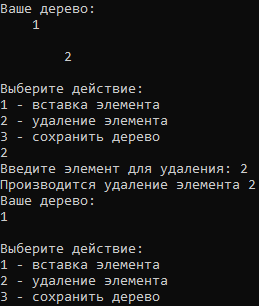 Ваше дерево:
1
2
Выберите действие:
1 - вставка элемента
2 - удаление элемента
3 - сохранить дерево
2
Введите элемент для удаления: 2
Производится удаление элемента 2
Ваше дерево:
1
Выберите действие:
1 - вставка элемента
2 - удаление элемента
3 - сохранить дерево